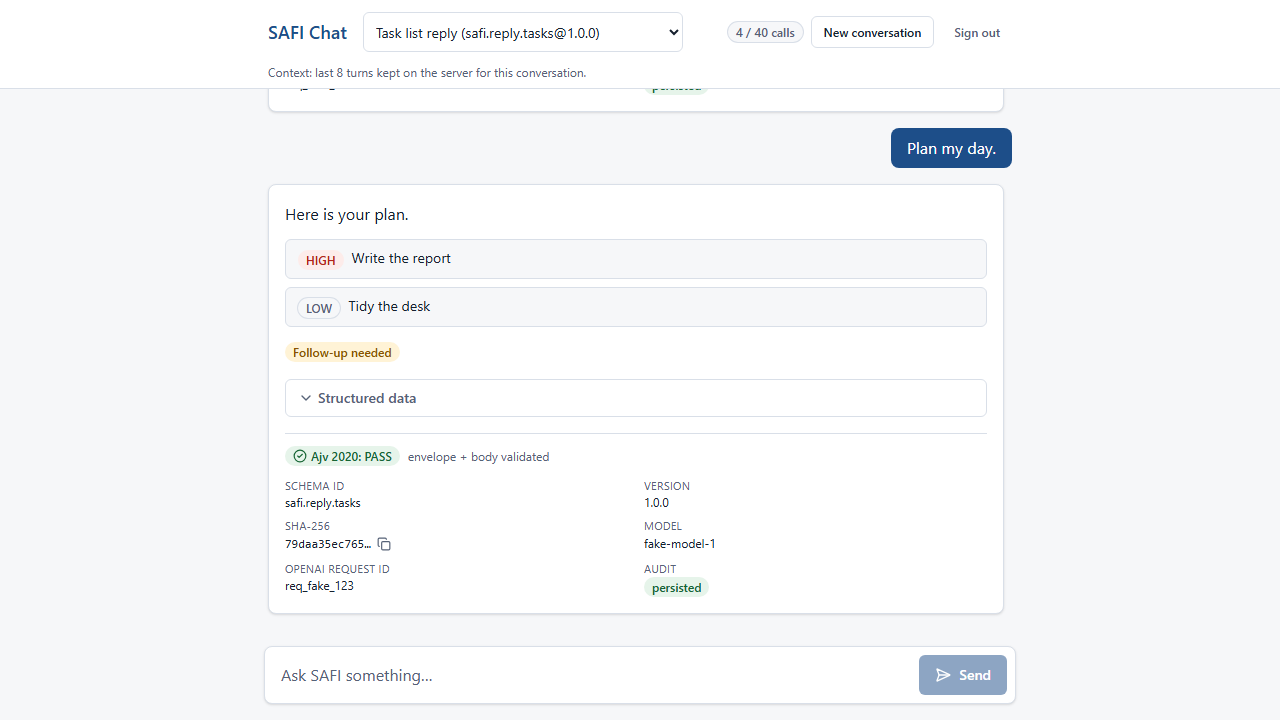 SAFI Chat
Task list reply (safi.reply.tasks@1.0.0)
4 / 40 calls
New conversation
Sign out
Context: last 8 turns kept on the server for this conversation.
persisted
Plan my day.
Here is your plan.
HIGH Write the report
LOW Tidy the desk
Follow-up needed
Structured data
Ajv 2020: PASS envelope + body validated
SCHEMA ID
safi.reply.tasks
VERSION
1.0.0
SHA-256
79daa35ec765…
MODEL
fake-model-1
OPENAI REQUEST ID
req_fake_123
AUDIT
persisted
Ask SAFI something...
Send